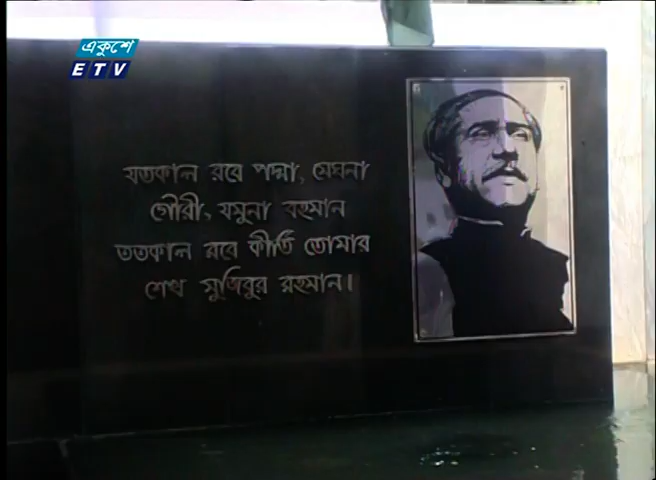 একুশে
ETV
যতকাল রবে পদ্মা, মেঘনা
গৌরী, যমুনা বহমান
ততকাল রবে কীর্তি তোমার
শেখ মুজিবুর রহমান।